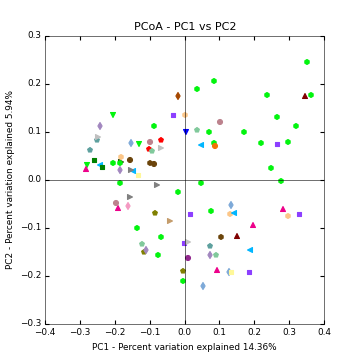 PCoA - PC1 vs PC2
0.3
0.2
0.1
0.0
−0.1
−0.2
−0.3
−0.4 −0.3 −0.2 −0.1 0.0 0.1 0.2 0.3 0.4
PC2 - Percent variation explained 5.94%
PC1 - Percent variation explained 14.36%